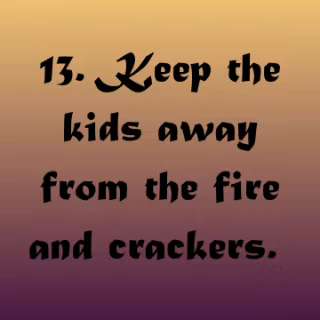 13. Keep the
kids away
from the fire
and crackers.